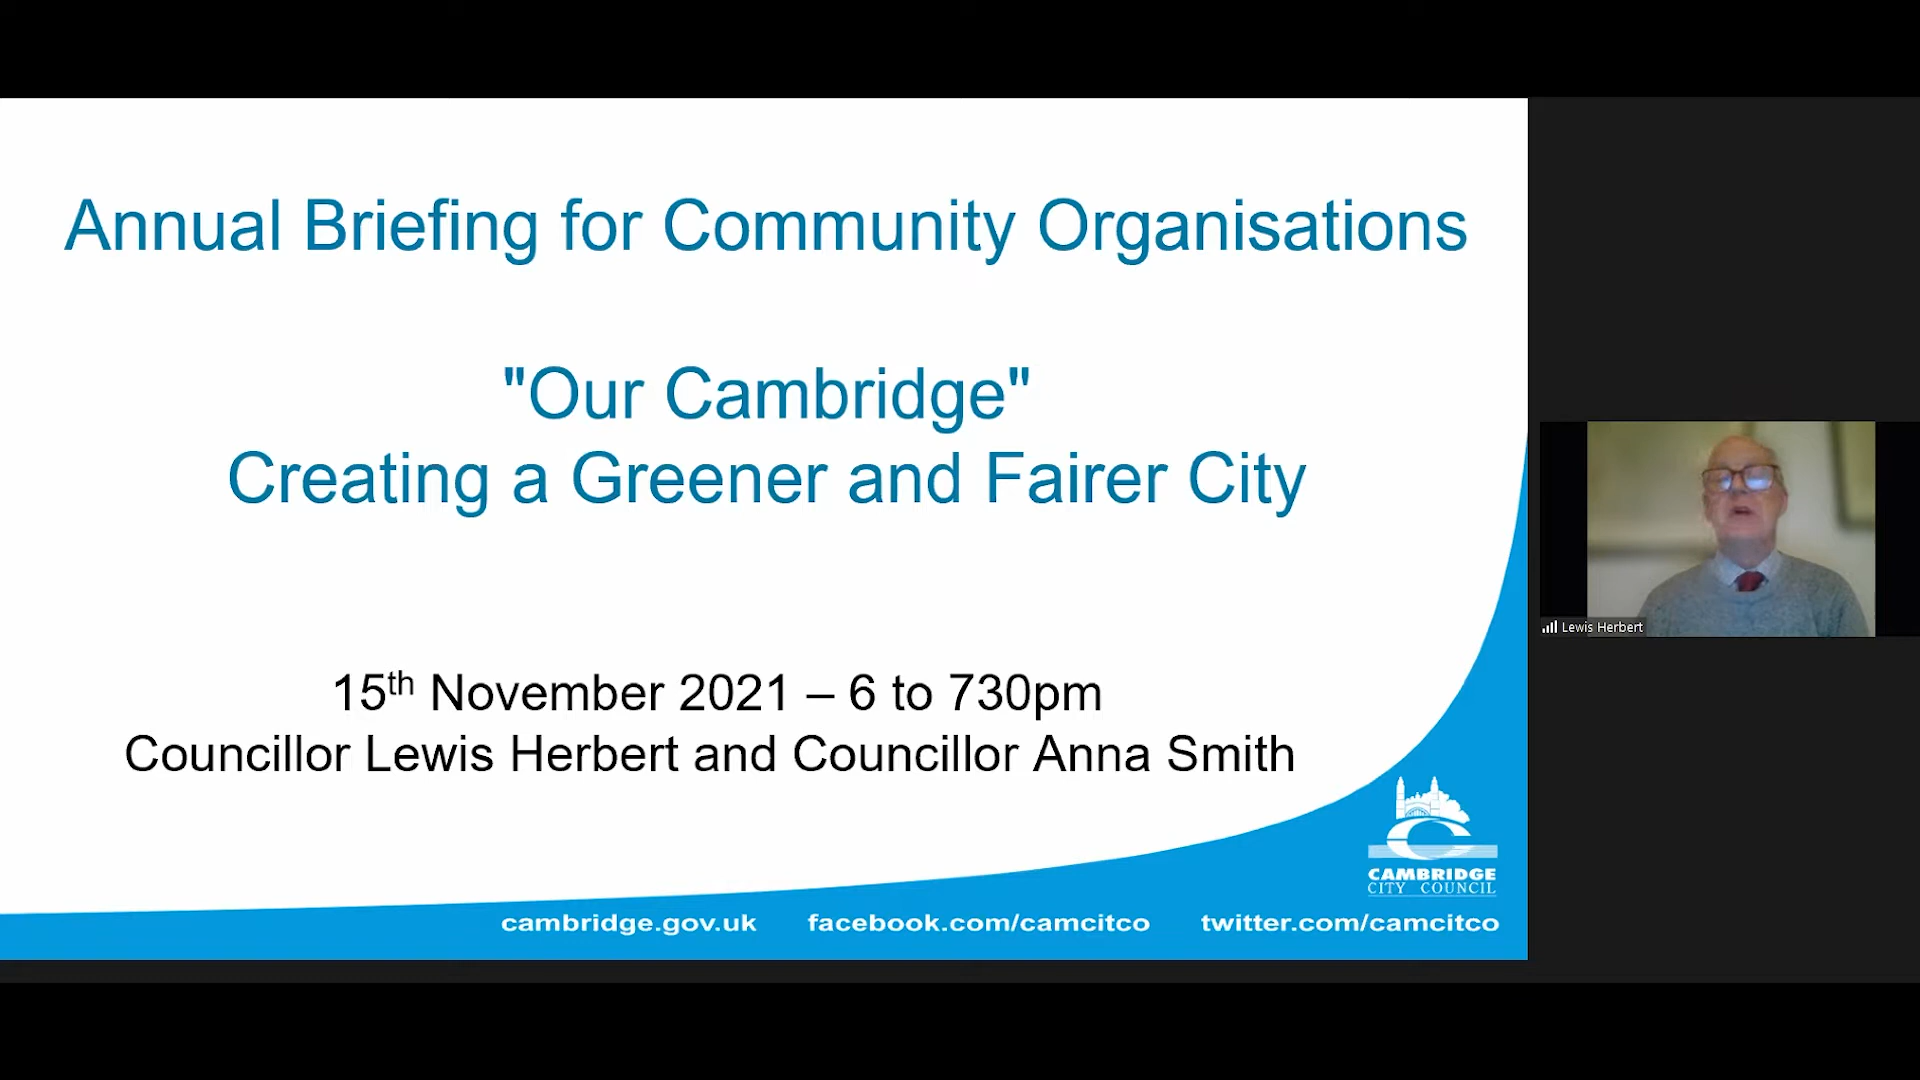 Annual Briefing for Community Organisations
"Our Cambridge"
Creating a Greener and Fairer City
15th November 2021 – 6 to 730pm
Councillor Lewis Herbert and Councillor Anna Smith
CAMBRIDGE
CITY COUNCIL
cambridge.gov.uk facebook.com/camcitco twitter.com/camcitco
Lewis Herbert